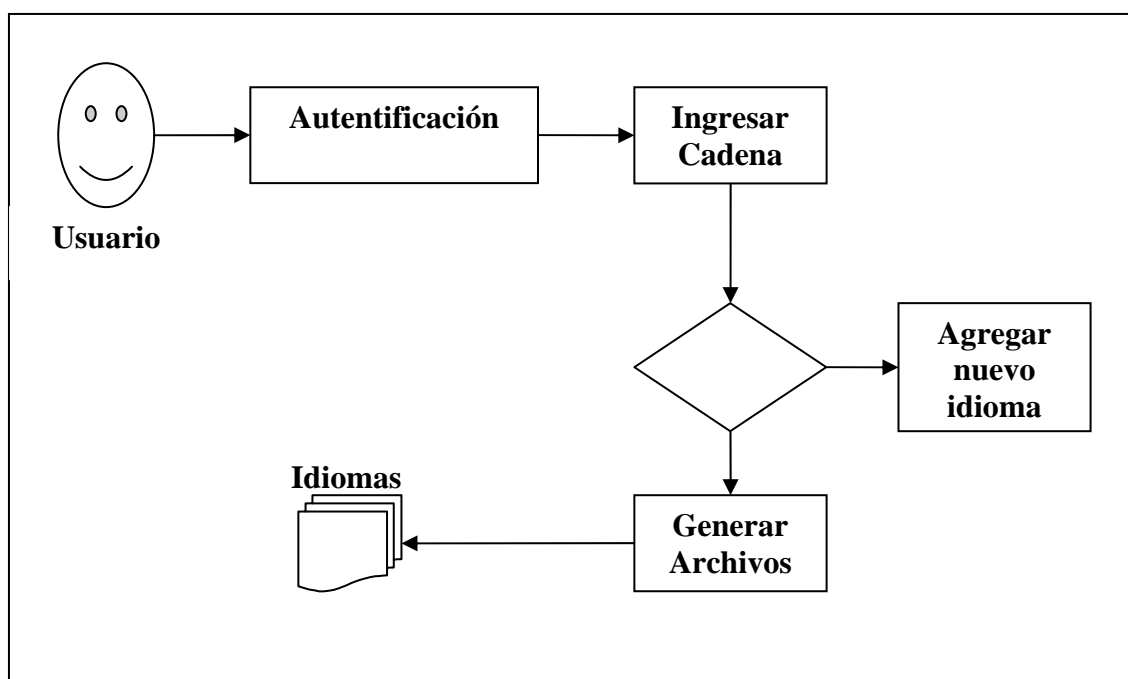 Usuario
Autentificación
Ingresar
Cadena
Agregar
nuevo
idioma
Generar
Archivos
Idiomas